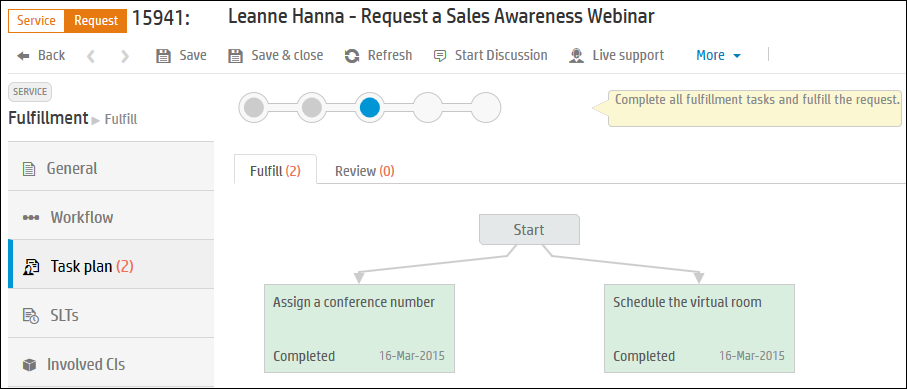 Service Request 15941: Leanne Hanna - Request a Sales Awareness Webinar
Back Save Save & close Refresh Start Discussion Live support More
SERVICE
Fulfillment ▶ Fulfill
Complete all fulfillment tasks and fulfill the request.
General
Workflow
Task plan (2)
SLTs
Involved CIs
Fulfill (2) Review (0)
Start
Assign a conference number
Completed 16-Mar-2015
Schedule the virtual room
Completed 16-Mar-2015